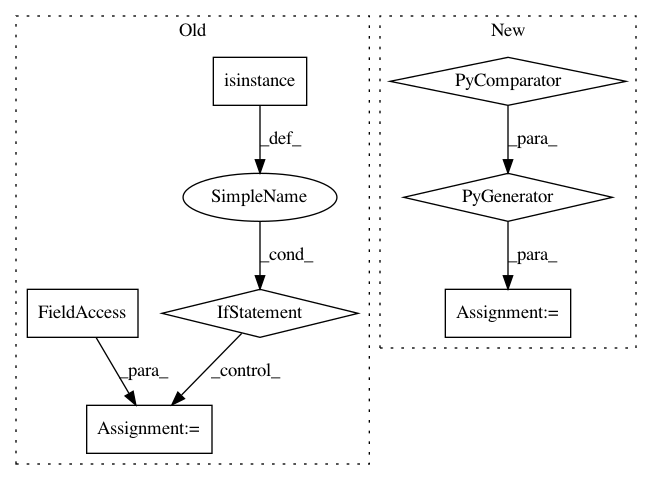 Old
New
isinstance
PyComparator
_def_
_para_
SimpleName
PyGenerator
_cond_
_para_
FieldAccess
IfStatement
Assignment:=
_para_
_control_
Assignment:=